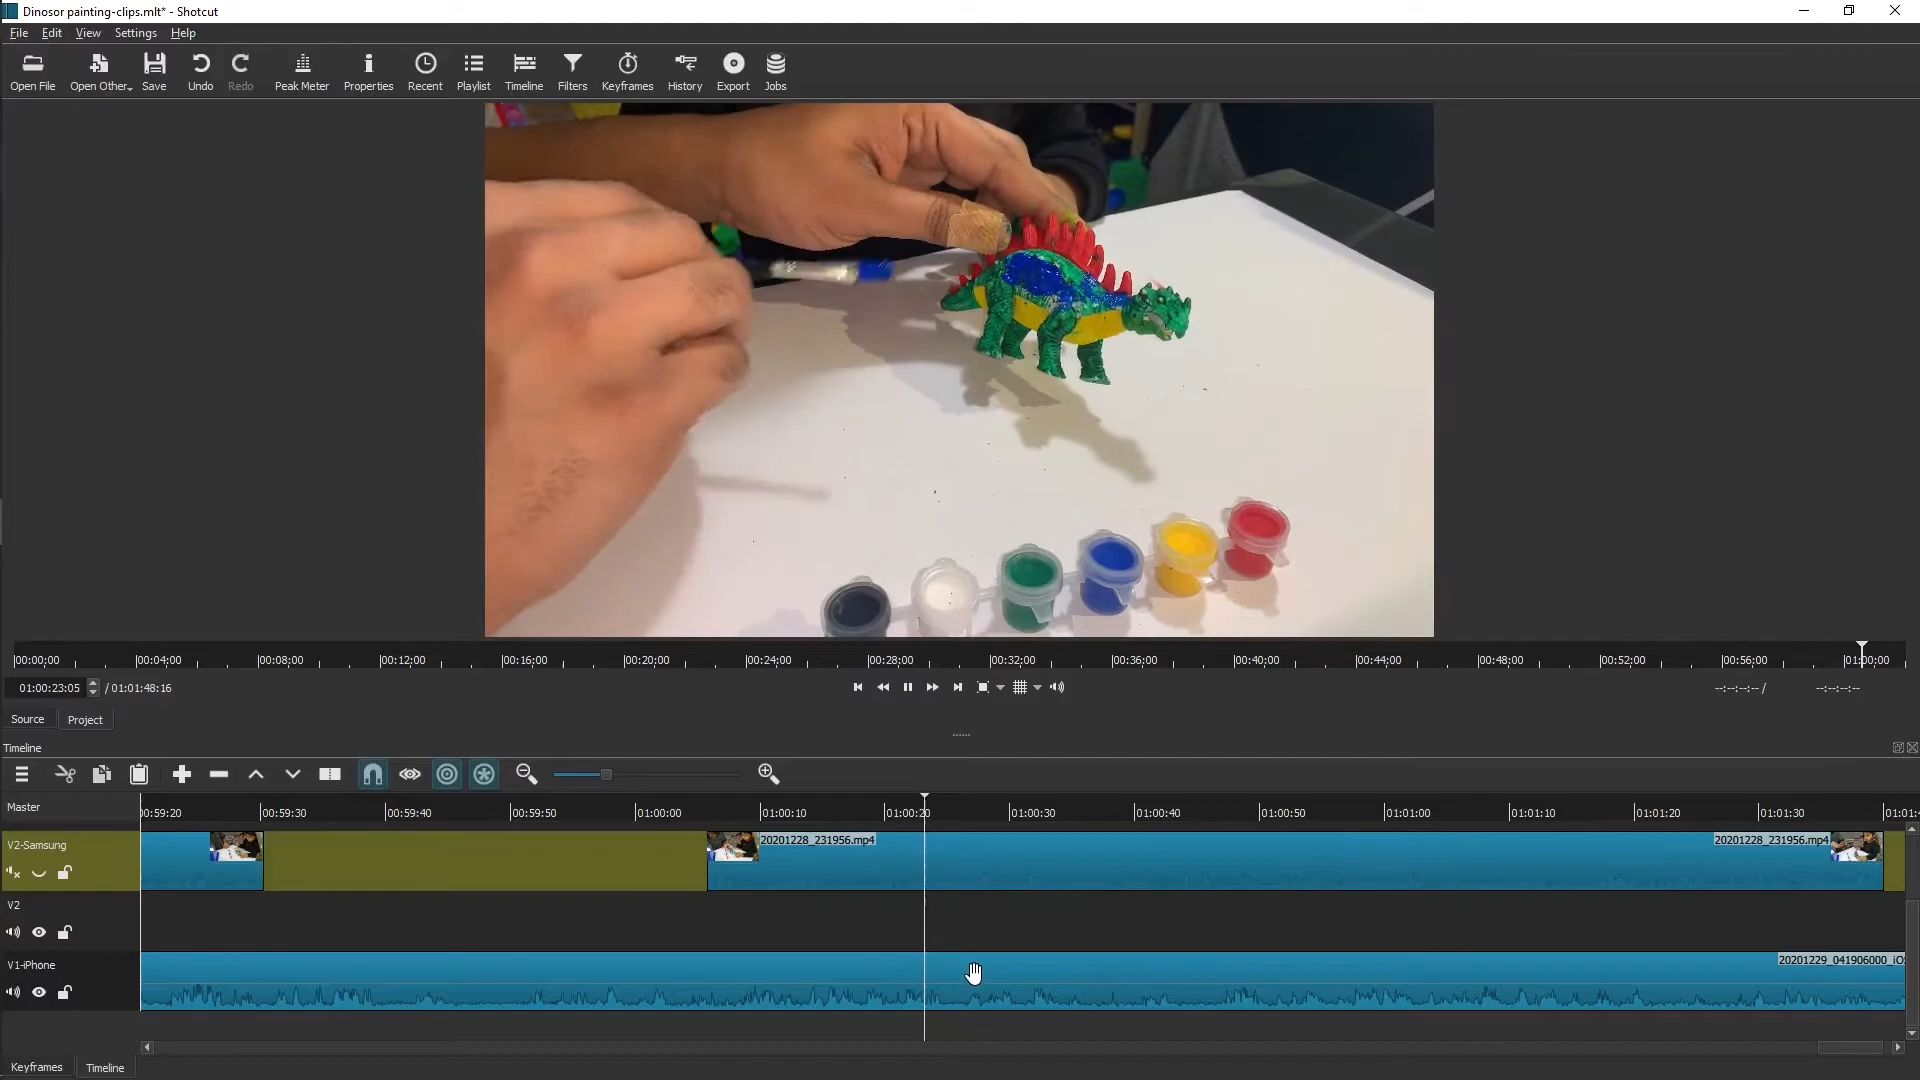 Dinosor painting-clips.mlt* - Shotcut
File Edit View Settings Help
Open File Open Other Save Undo Redo Peak Meter Properties Recent Playlist Timeline Filters Keyframes History Export Jobs
00:00;00 00:04;00 00:08;00 00:12;00 00:16;00 00:20;00 00:24;00 00:28;00 00:32;00 00:36;00 00:40;00 00:44;00 00:48;00 00:52;00 00:56;00 01:00;00
01:00:23:05 / 01:01:48:16 --:--:--:-- / --:--:--:--
Source Project
Timeline
Master 00:59:20 00:59:30 00:59:40 00:59:50 01:00:00 01:00:10 01:00:20 01:00:30 01:00:40 01:00:50 01:01:00 01:01:10 01:01:20 01:01:30 01:01:4
V2-Samsung 20201228_231956.mp4 20201228_231956.mp4
V2
V1-iPhone 20201229_041906000_iO
Keyframes Timeline